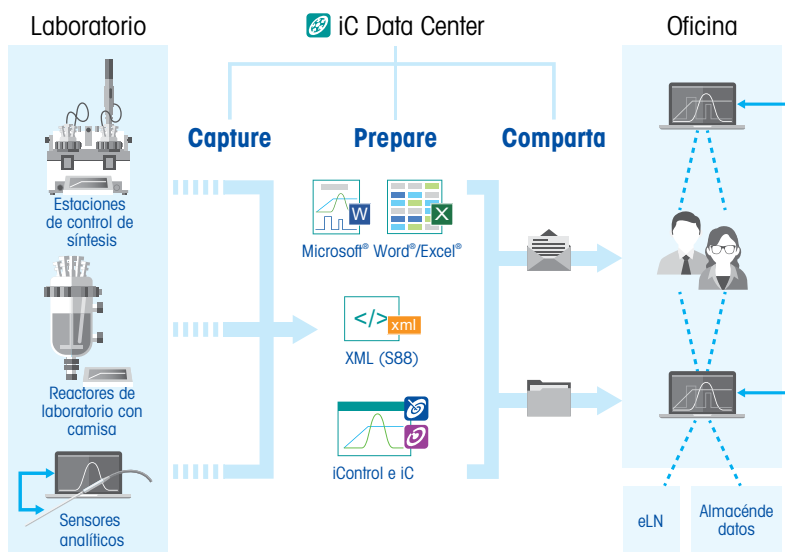 Laboratorio
iC Data Center
Oficina
Capture
Prepare
Comparta
Estaciones
de control de
síntesis
W
X
Microsoft® Word®/Excel®
</>
xml
XML (S88)
Reactores de
laboratorio con
camisa
iControl e iC
Sensores
analíticos
eLN
Almacénde
datos